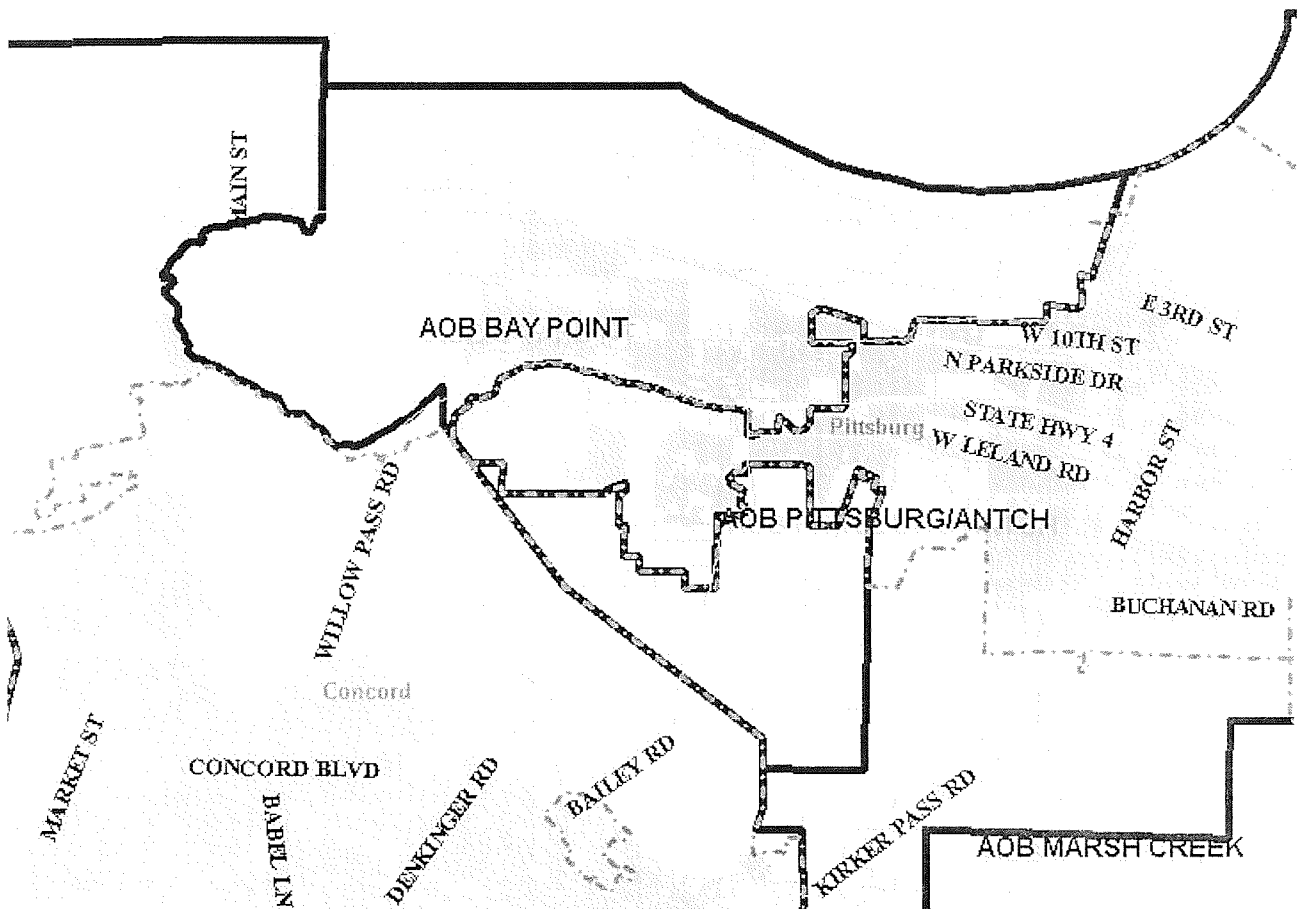 MAIN ST
AOB BAY POINT
E 3RD ST
W 10TH ST
N PARKSIDE DR
STATE HWY 4
Pittsburg
W LELAND RD
HARBOR ST
WILLOW PASS RD
AOB PITTSBURG/ANTCH
BUCHANAN RD
Concord
MARKET ST
CONCORD BLVD
BABEL LN
DENKINGER RD
BAILEY RD
KIRKER PASS RD
AOB MARSH CREEK